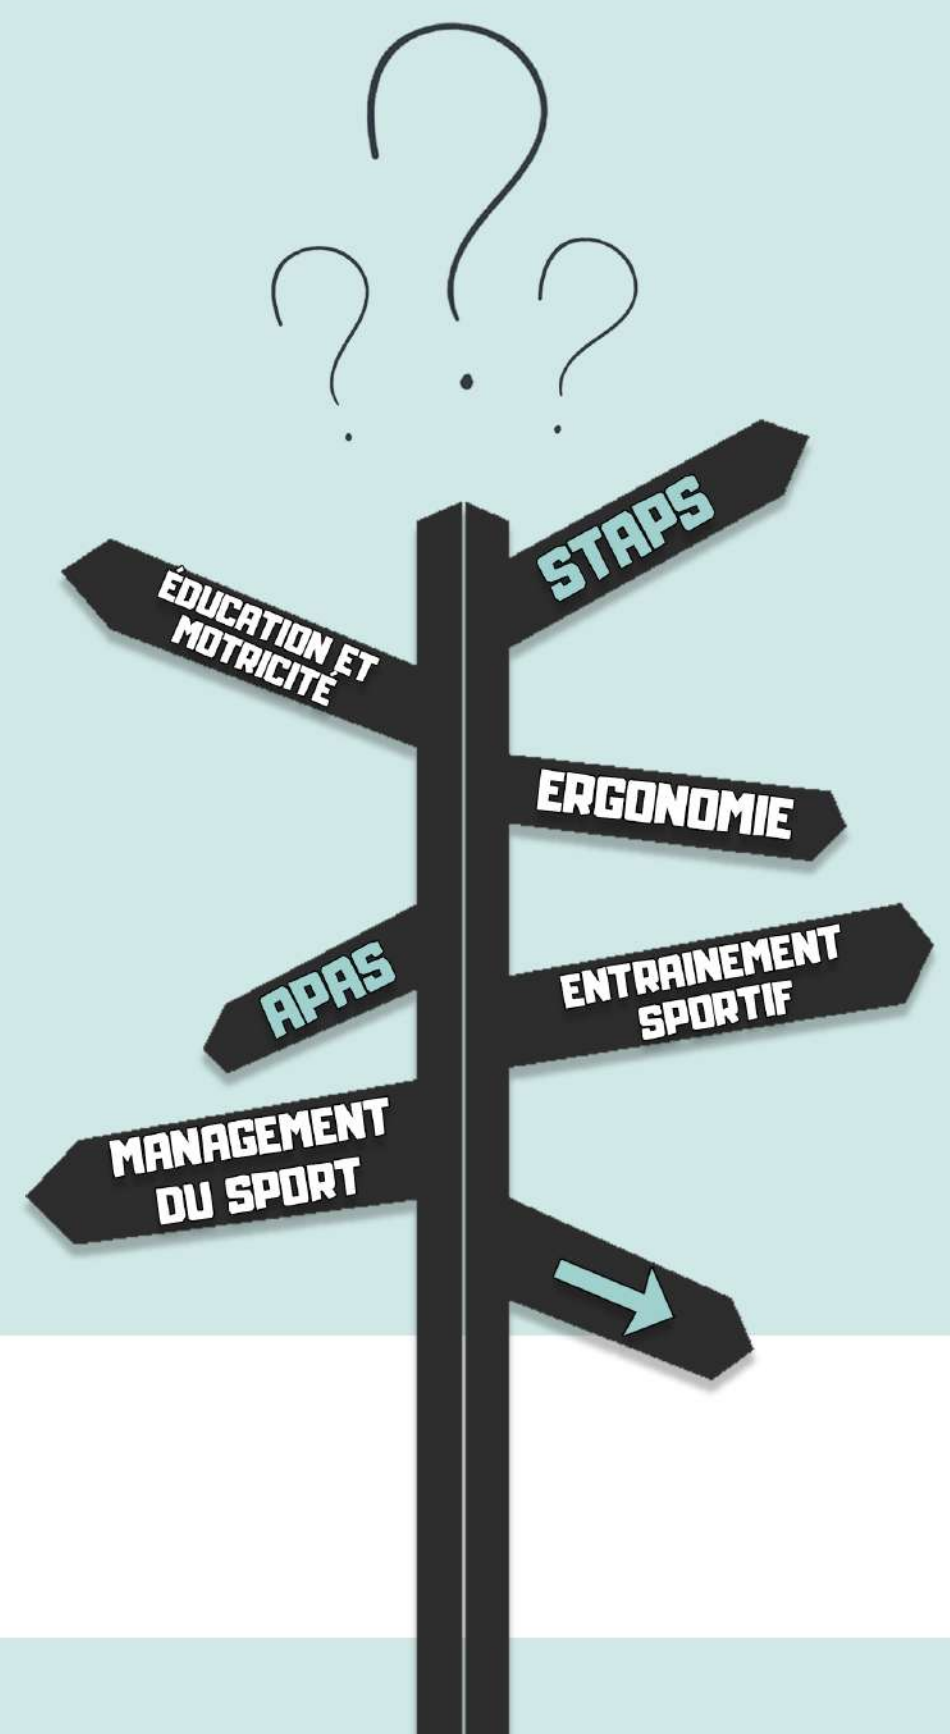 ?
? ?
STAPS
ÉDUCATION ET
MOTRICITÉ
ERGONOMIE
APAS
ENTRAINEMENT
SPORTIF
MANAGEMENT
DU SPORT